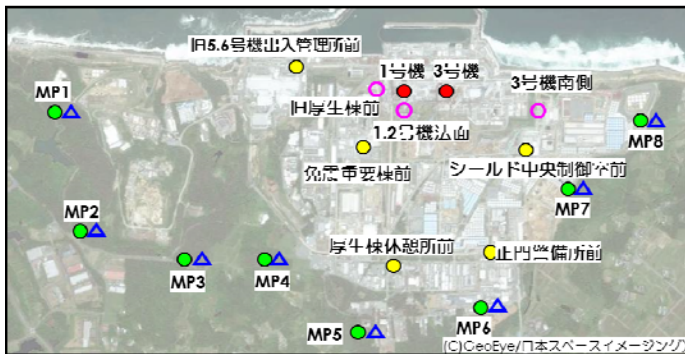 旧5.6号機出入管理所前
1号機
3号機
3号機南側
MP1
旧厚生棟前
1.2号機法面
MP8
免震重要棟前
シールド中央制御室前
MP7
MP2
厚生棟休憩所前
正門警備所前
MP3
MP4
MP5
MP6
(C)GeoEye/日本スペースイメージング